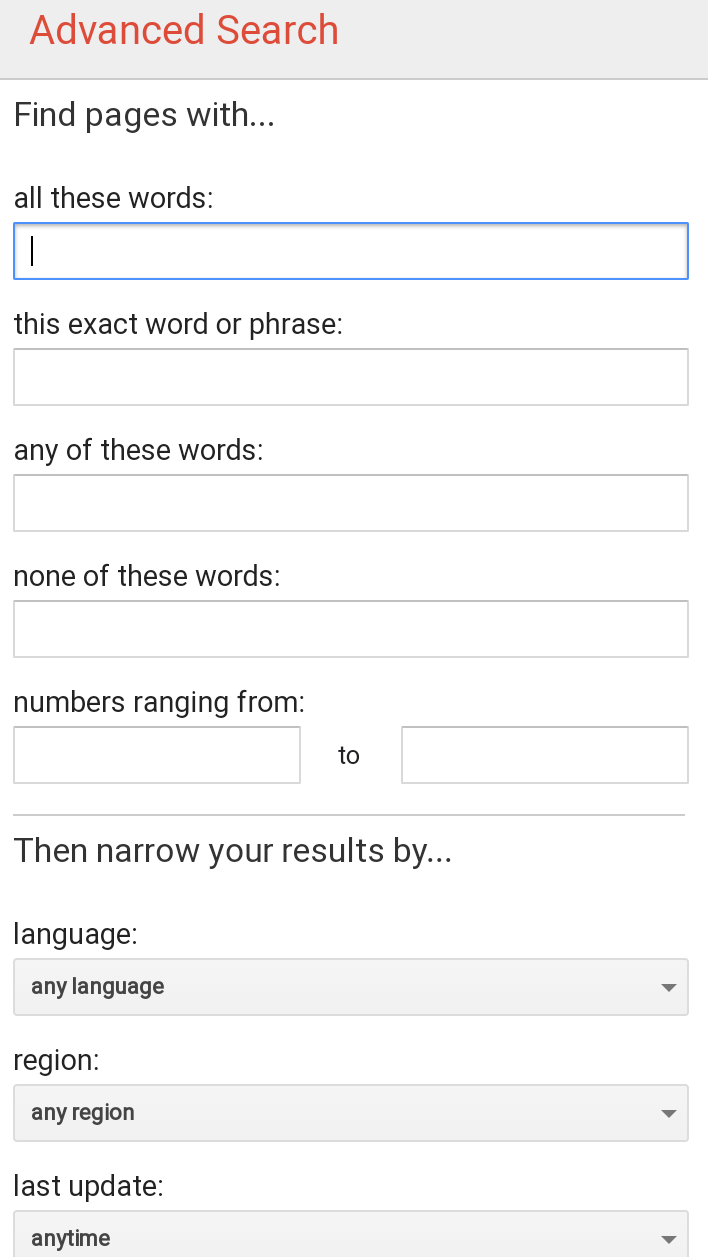 Advanced Search
Find pages with...
all these words:
this exact word or phrase:
any of these words:
none of these words:
numbers ranging from:
to
Then narrow your results by...
language:
any language
region:
any region
last update:
anytime